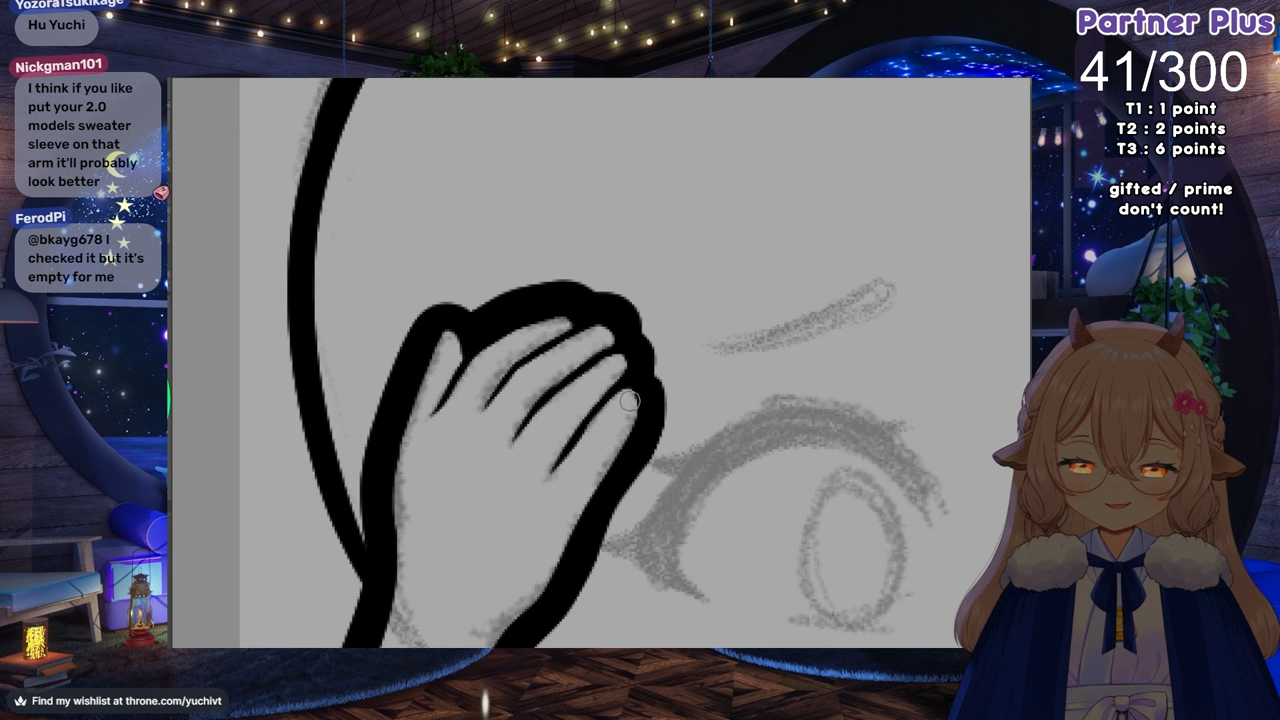 YozoraTsukikage
Hu Yuchi
Nickgman101
I think if you like
put your 2.0
models sweater
sleeve on that
arm it'll probably
look better
FerodPi
@bkayg678 I
checked it but it's
empty for me
Partner Plus
41/300
T1 : 1 point
T2 : 2 points
T3 : 6 points
gifted / prime
don't count!
Find my wishlist at throne.com/yuchivt